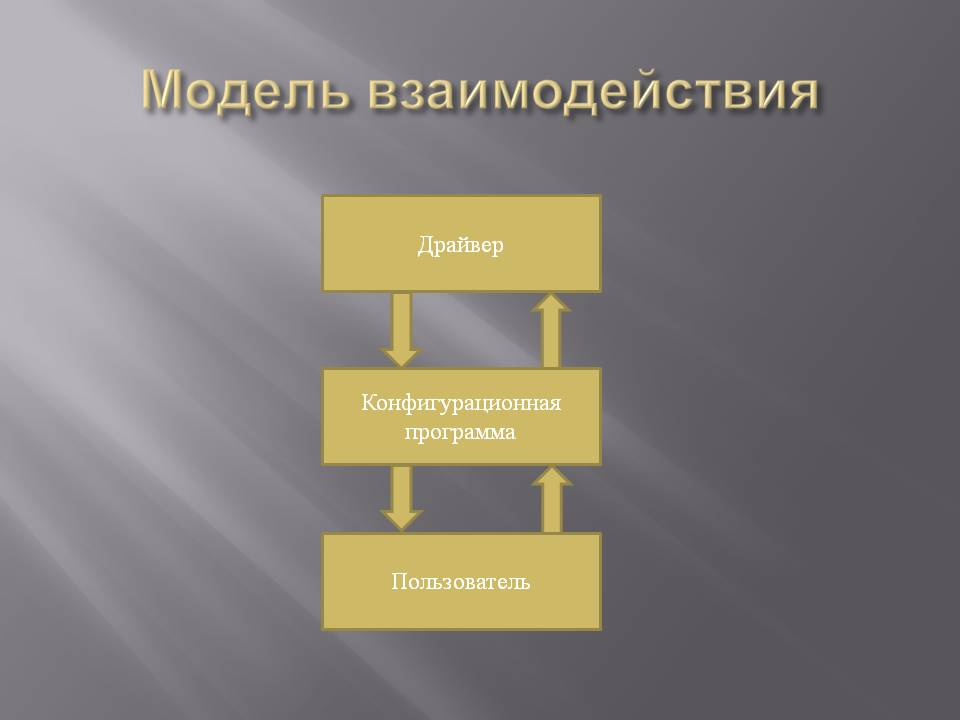 Модель взаимодействия
Драйвер
Конфигурационная
программа
Пользователь